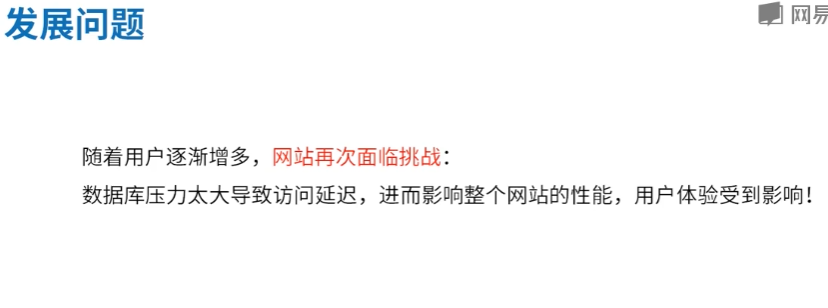 发展问题
网易
随着用户逐渐增多，网站再次面临挑战：
数据库压力太大导致访问延迟，进而影响整个网站的性能，用户体验受到影响！